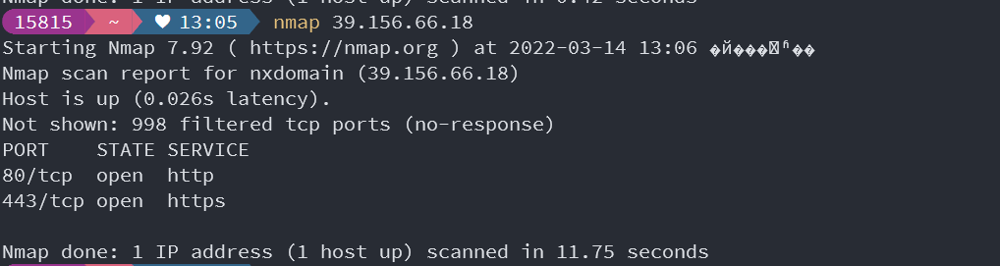 Nmap done: 1 IP address (1 host up) scanned in 0.42 seconds
15815 ~ ♥ 13:05 nmap 39.156.66.18
Starting Nmap 7.92 ( https://nmap.org ) at 2022-03-14 13:06
Nmap scan report for nxdomain (39.156.66.18)
Host is up (0.026s latency).
Not shown: 998 filtered tcp ports (no-response)
PORT    STATE SERVICE
80/tcp  open  http
443/tcp open  https
Nmap done: 1 IP address (1 host up) scanned in 11.75 seconds